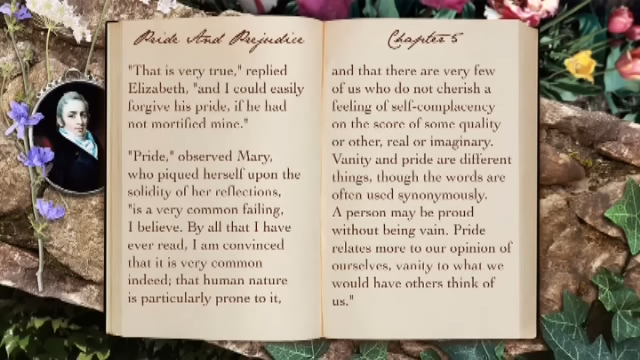 Pride And Prejudice
"That is very true," replied
Elizabeth, "and I could easily
forgive his pride, if he had
not mortified mine."
"Pride," observed Mary,
who piqued herself upon the
solidity of her reflections,
"is a very common failing,
I believe. By all that I have
ever read, I am convinced
that it is very common
indeed; that human nature
is particularly prone to it,
Chapter 5
and that there are very few
of us who do not cherish a
feeling of self-complacency
on the score of some quality
or other, real or imaginary.
Vanity and pride are different
things, though the words are
often used synonymously.
A person may be proud
without being vain. Pride
relates more to our opinion of
ourselves, vanity to what we
would have others think of
us."